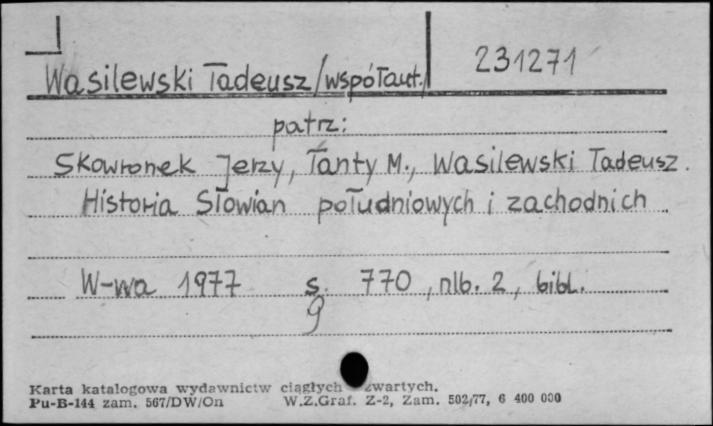 Wasilewski Tadeusz /współaut./ 231271
patrz:
Skowronek Jerzy, Tanty M., Wasilewski Tadeusz.
Historia Słowian południowych i zachodnich
W-wa 1977 s. 770, nlb. 2, bibl.
9
Karta katalogowa wydawnictw ciągłych zwartych.
Pu-B-144 zam. 567/DW/On W.Z.Graf. Z-2, Zam. 502/77, 6 400 000